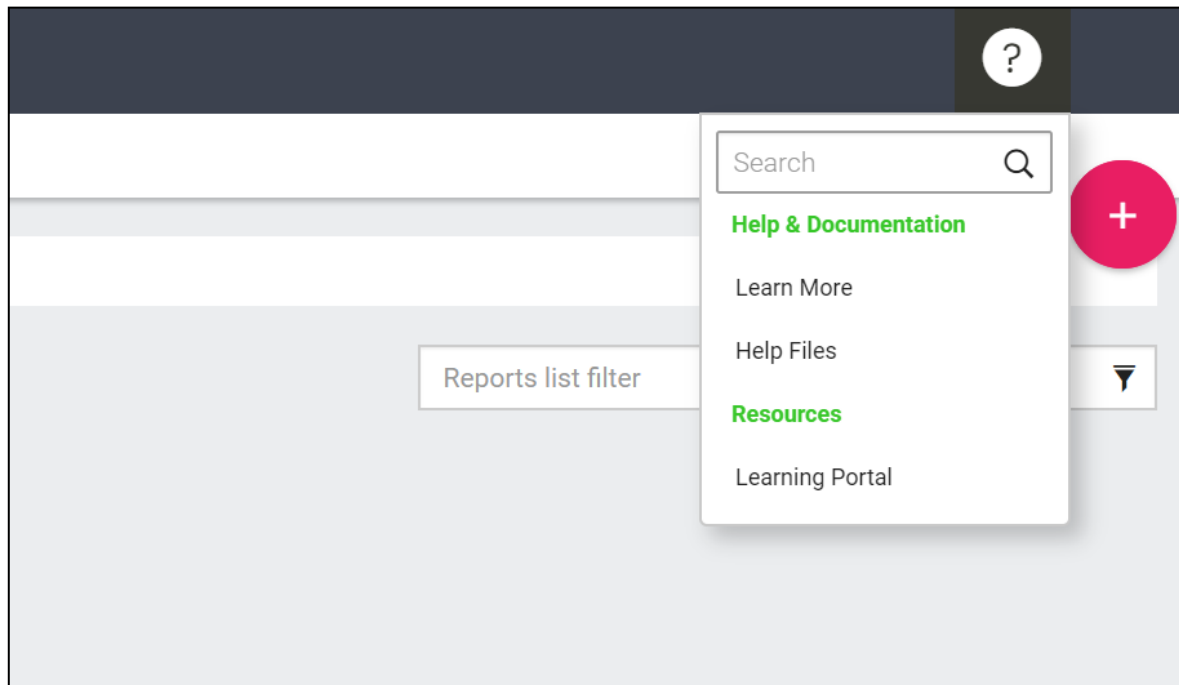 ?
Search
+
Help & Documentation
Learn More
Help Files
Reports list filter
Resources
Learning Portal